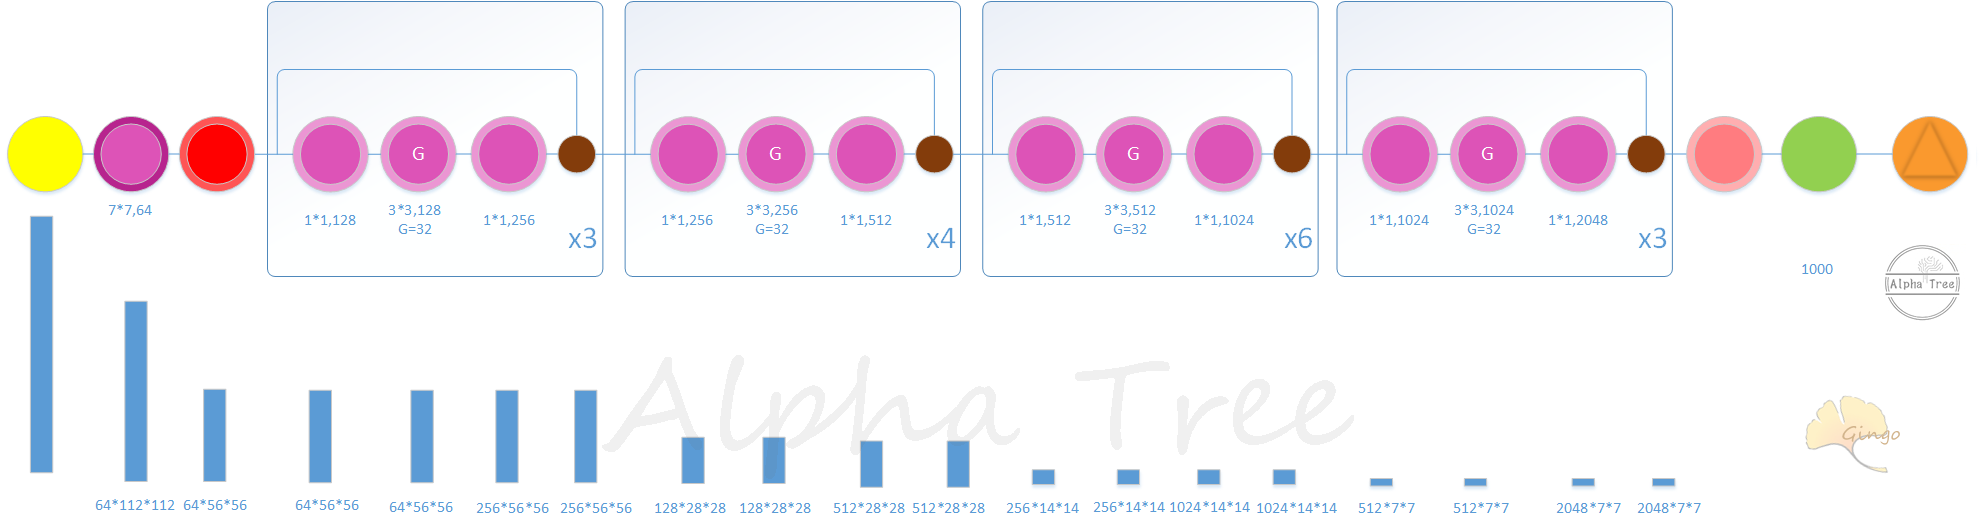 G
G
G
G
7*7,64
1*1,128
3*3,128
G=32
1*1,256
x3
1*1,256
3*3,256
G=32
1*1,512
x4
1*1,512
3*3,512
G=32
1*1,1024
x6
1*1,1024
3*3,1024
G=32
1*1,2048
x3
1000
Alpha Tree
Alpha Tree
Gingo
64*112*112
64*56*56
64*56*56
64*56*56
256*56*56
256*56*56
128*28*28
128*28*28
512*28*28
512*28*28
256*14*14
256*14*14
1024*14*14
1024*14*14
512*7*7
512*7*7
2048*7*7
2048*7*7